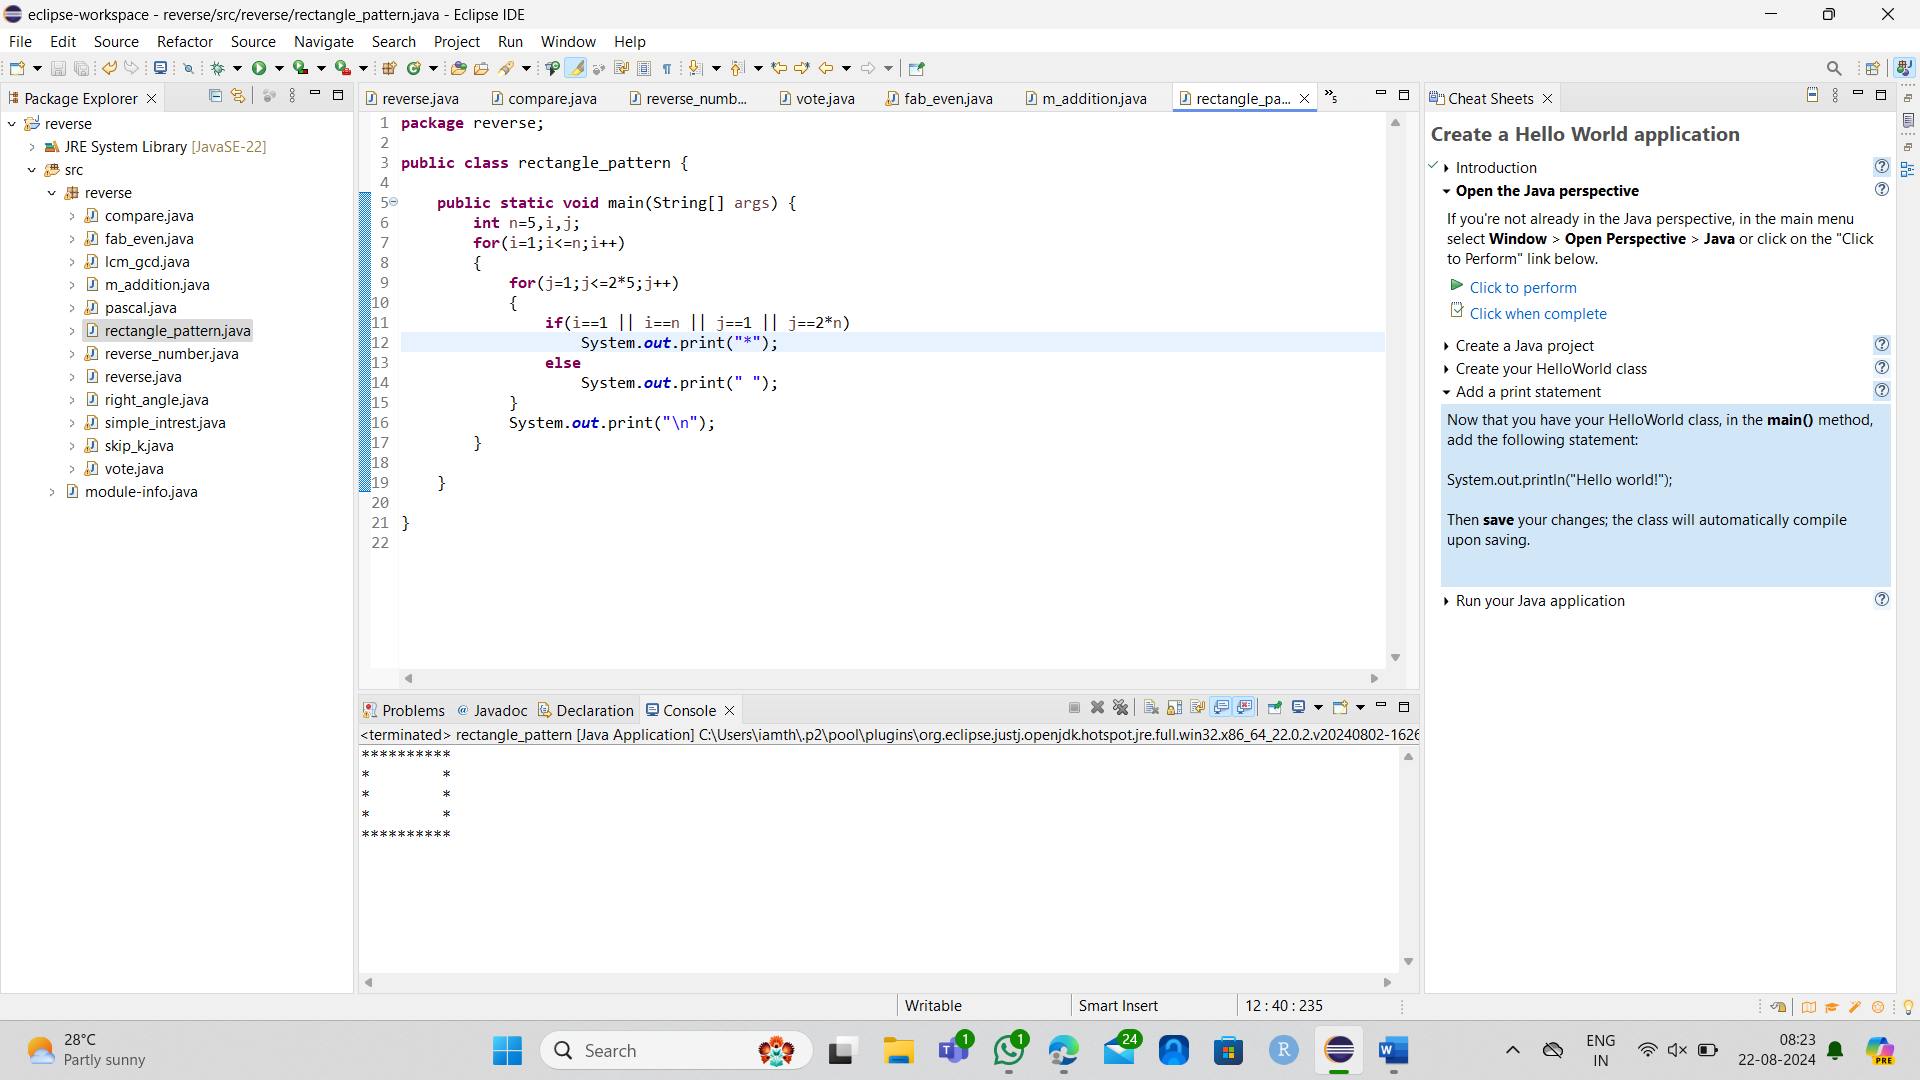 eclipse-workspace - reverse/src/reverse/rectangle_pattern.java - Eclipse IDE
File Edit Source Refactor Source Navigate Search Project Run Window Help
Package Explorer
reverse
JRE System Library [JavaSE-22]
src
reverse
compare.java
fab_even.java
lcm_gcd.java
m_addition.java
pascal.java
rectangle_pattern.java
reverse_number.java
reverse.java
right_angle.java
simple_intrest.java
skip_k.java
vote.java
module-info.java
reverse.java compare.java reverse_numb... vote.java fab_even.java m_addition.java rectangle_pa... »5
1 package reverse;
2
3 public class rectangle_pattern {
4
5 public static void main(String[] args) {
6 int n=5,i,j;
7 for(i=1;i<=n;i++)
8 {
9 for(j=1;j<=2*5;j++)
10 {
11 if(i==1 || i==n || j==1 || j==2*n)
12 System.out.print("*");
13 else
14 System.out.print(" ");
15 }
16 System.out.print("\n");
17 }
18
19 }
20
21 }
22
Problems @ Javadoc Declaration Console
<terminated> rectangle_pattern [Java Application] C:\Users\iamth\.p2\pool\plugins\org.eclipse.justj.openjdk.hotspot.jre.full.win32.x86_64_22.0.2.v20240802-1626
**********
*        *
*        *
*        *
**********
Cheat Sheets
Create a Hello World application
Introduction
Open the Java perspective
If you're not already in the Java perspective, in the main menu
select Window > Open Perspective > Java or click on the "Click
to Perform" link below.
Click to perform
Click when complete
Create a Java project
Create your HelloWorld class
Add a print statement
Now that you have your HelloWorld class, in the main() method,
add the following statement:
System.out.println("Hello world!");
Then save your changes; the class will automatically compile
upon saving.
Run your Java application
Writable Smart Insert 12 : 40 : 235
28°C
Partly sunny
Search
1
1
24
R
W
ENG
IN
08:23
22-08-2024
PRE